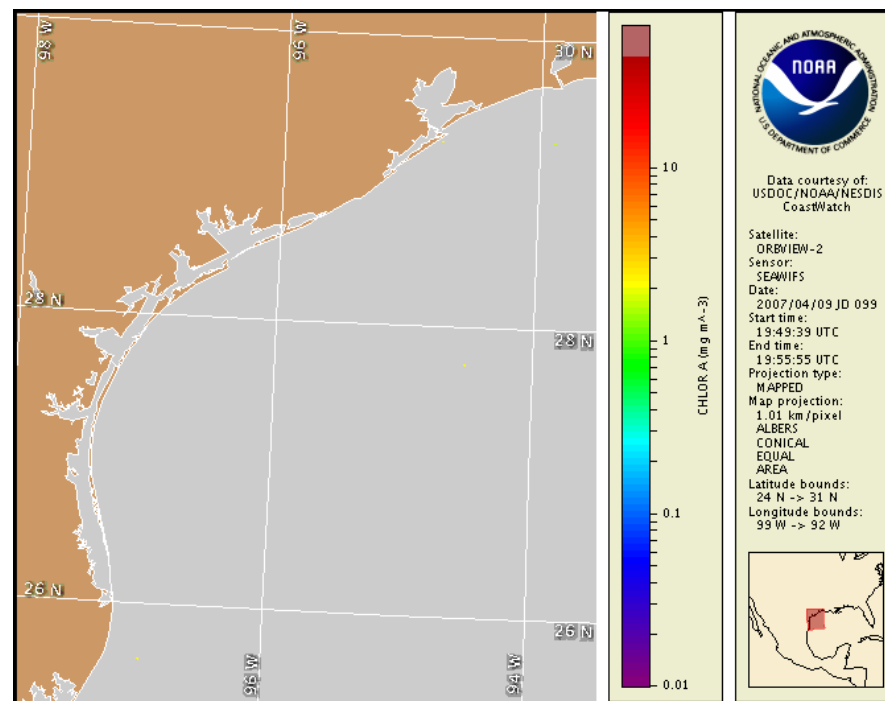 98 W
96 W
30 N
28 N
28 N
26 N
26 N
96 W
94 W
10
1
0.1
0.01
CHLOR A (mg m^-3)
NATIONAL OCEANIC AND ATMOSPHERIC ADMINISTRATION
NOAA
U.S. DEPARTMENT OF COMMERCE
Data courtesy of:
USDOC/NOAA/NESDIS
CoastWatch
Satellite:
ORBVIEW-2
Sensor:
SEAWIFS
Date:
2007/04/09 JD 099
Start time:
19:49:39 UTC
End time:
19:55:55 UTC
Projection type:
MAPPED
Map projection:
1.01 km/pixel
ALBERS
CONICAL
EQUAL
AREA
Latitude bounds:
24 N -> 31 N
Longitude bounds:
99 W -> 92 W